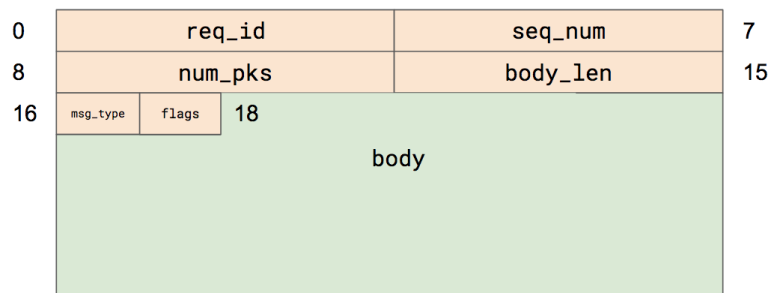 0 req_id seq_num 7
8 num_pks body_len 15
16 msg_type flags 18
body